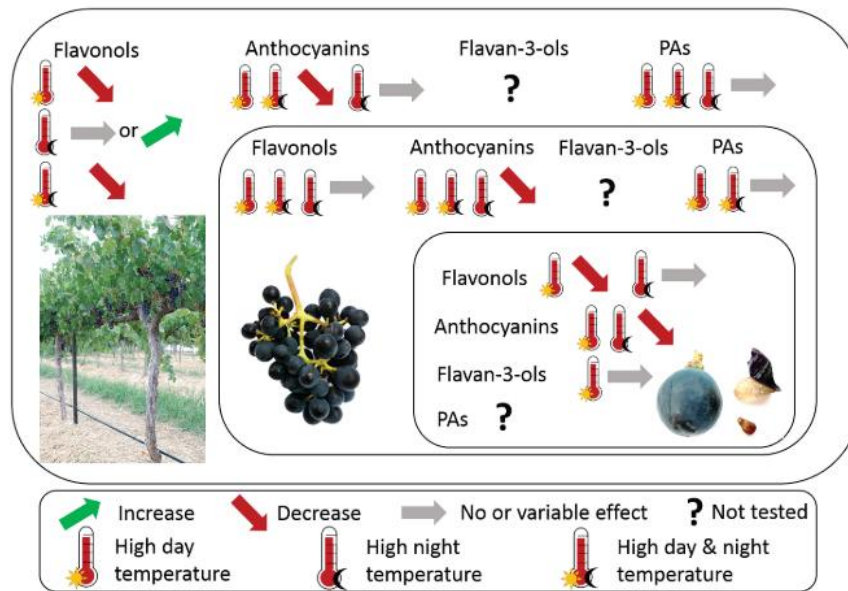 Flavonols
Anthocyanins
Flavan-3-ols
PAs
?
or
Flavonols
Anthocyanins
Flavan-3-ols
PAs
?
Flavonols
Anthocyanins
Flavan-3-ols
PAs ?
Increase
Decrease
No or variable effect
? Not tested
High day
temperature
High night
temperature
High day & night
temperature